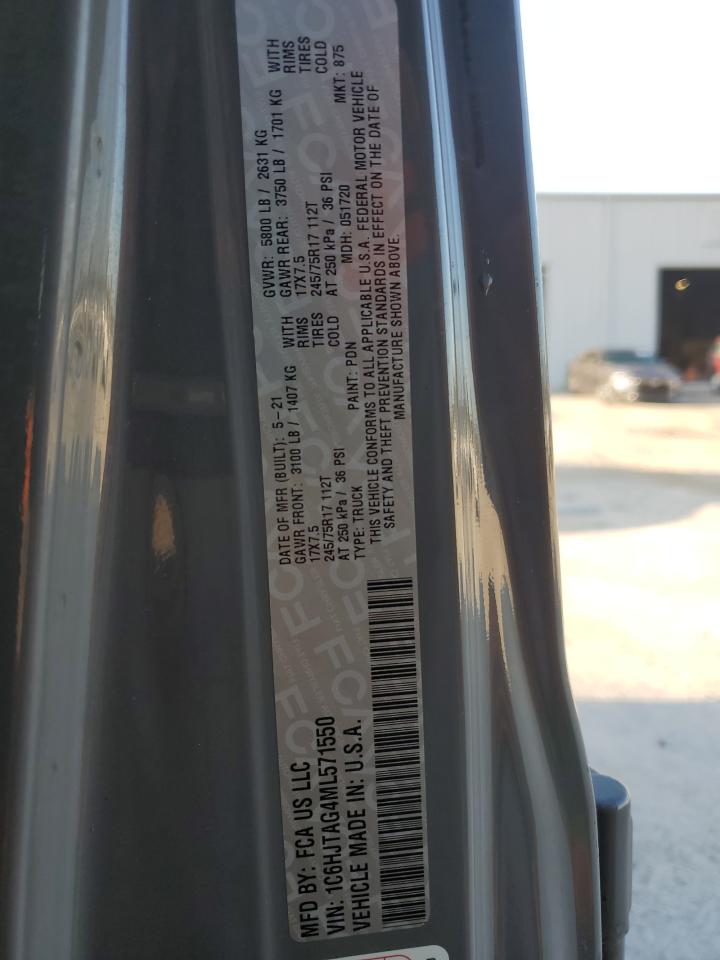 MFD BY: FCA US LLC
VIN: 1C6HJTAG4ML571550
VEHICLE MADE IN: U.S.A.
DATE OF MFR (BUILT): 5-21
GAWR FRONT: 3100 LB / 1407 KG WITH
17X7.5 RIMS
245/75R17 112T TIRES
AT 250 kPa / 36 PSI COLD
GVWR: 5800 LB / 2631 KG
GAWR REAR: 3750 LB / 1701 KG WITH
17X7.5 RIMS
245/75R17 112T TIRES
AT 250 kPa / 36 PSI COLD
TYPE: TRUCK PAINT: PDN MDH: 051720 MKT: 875
THIS VEHICLE CONFORMS TO ALL APPLICABLE U.S.A. FEDERAL MOTOR VEHICLE
SAFETY AND THEFT PREVENTION STANDARDS IN EFFECT ON THE DATE OF
MANUFACTURE SHOWN ABOVE.